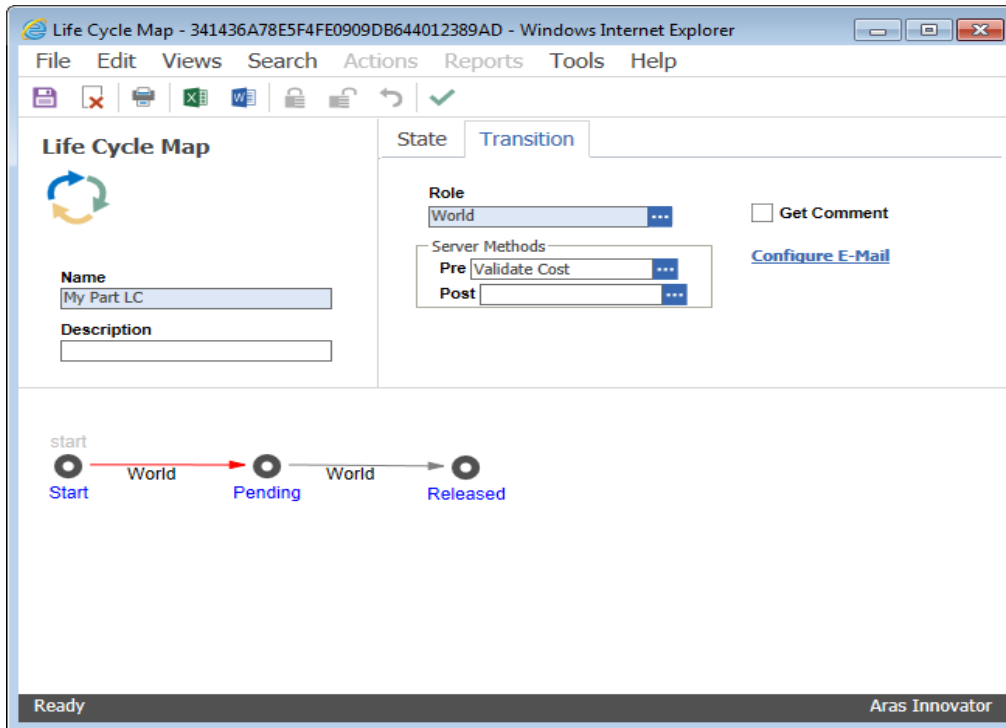 Life Cycle Map - 341436A78E5F4FE0909DB644012389AD - Windows Internet Explorer
File Edit Views Search Actions Reports Tools Help
Life Cycle Map
State Transition
Role
World
Get Comment
Server Methods
Configure E-Mail
Pre Validate Cost
Post
Name
My Part LC
Description
start
World World
Start Pending Released
Ready Aras Innovator